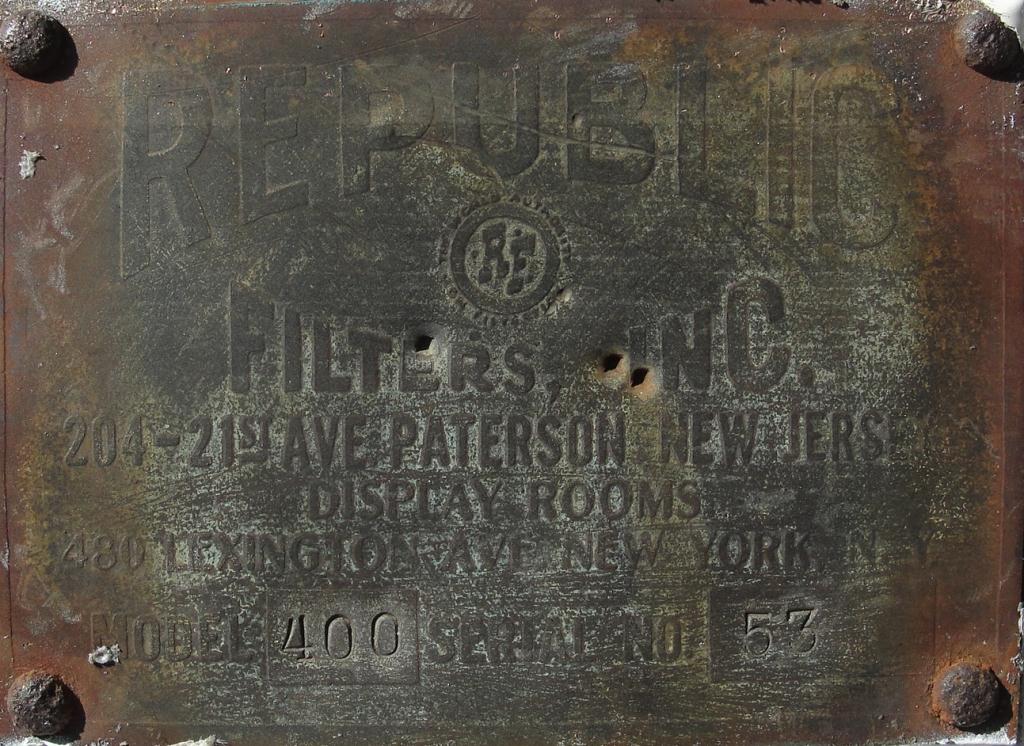 REPUBLIC
RF
FILTERS, INC.
204-21ST AVE PATERSON NEW JERSEY
DISPLAY ROOMS
480 LEXINGTON AVE NEW YORK, N Y
MODEL 400 SERIAL NO. 53